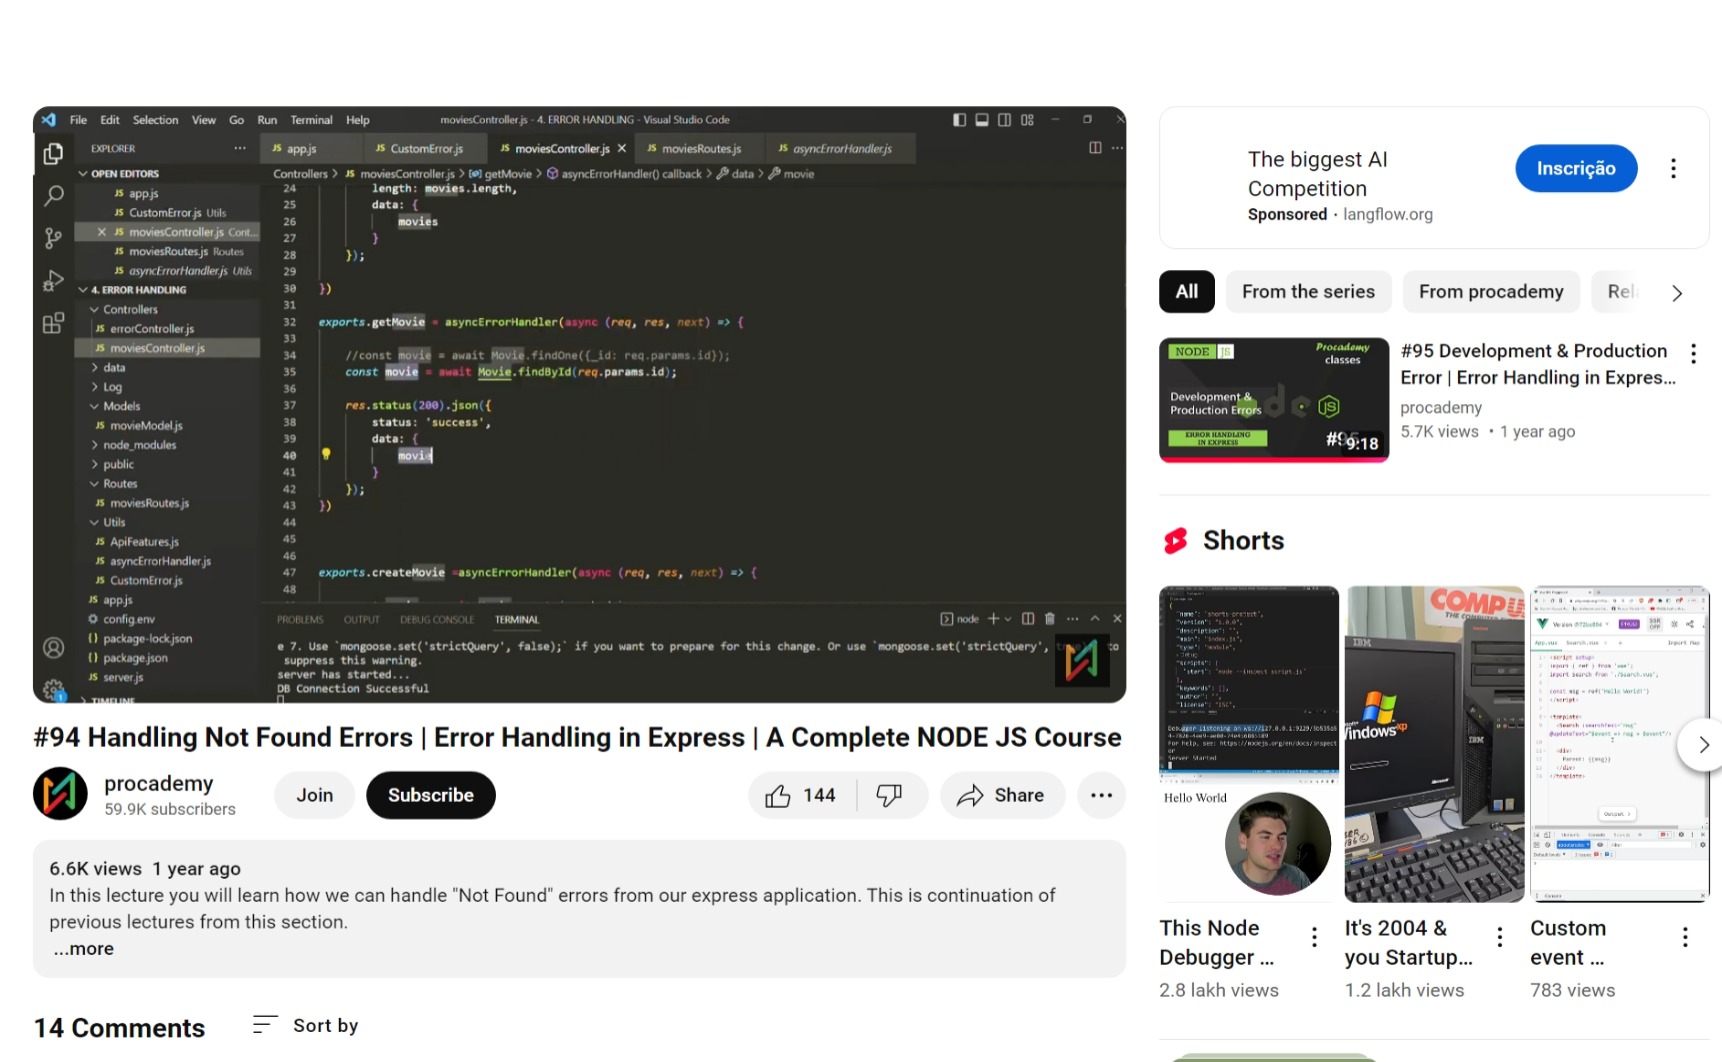 File Edit Selection View Go Run Terminal Help
moviesController.js - 4. ERROR HANDLING - Visual Studio Code
EXPLORER
JS app.js
JS CustomError.js
JS moviesController.js
JS moviesRoutes.js
JS asyncErrorHandler.js
OPEN EDITORS
JS app.js
JS CustomError.js Utils
JS moviesController.js Cont...
JS moviesRoutes.js Routes
JS asyncErrorHandler.js Utils
4. ERROR HANDLING
Controllers
JS errorController.js
JS moviesController.js
data
Log
Models
JS movieModel.js
node_modules
public
Routes
JS moviesRoutes.js
Utils
JS ApiFeatures.js
JS asyncErrorHandler.js
JS CustomError.js
JS app.js
config.env
{} package-lock.json
{} package.json
JS server.js
TIMELINE
Controllers > JS moviesController.js > getMovie > asyncErrorHandler() callback > data > movie
24 length: movies.length,
25 data: {
26 movies
27 }
28 });
29
30 })
31
32 exports.getMovie = asyncErrorHandler(async (req, res, next) => {
33
34 //const movie = await Movie.findOne({_id: req.params.id});
35 const movie = await Movie.findById(req.params.id);
36
37 res.status(200).json({
38 status: 'success',
39 data: {
40 movie
41 }
42 });
43 })
44
45
46
47 exports.createMovie =asyncErrorHandler(async (req, res, next) => {
48
PROBLEMS OUTPUT DEBUG CONSOLE TERMINAL
node
e 7. Use `mongoose.set('strictQuery', false);` if you want to prepare for this change. Or use `mongoose.set('strictQuery', to
suppress this warning.
server has started...
DB Connection Successful
#94 Handling Not Found Errors | Error Handling in Express | A Complete NODE JS Course
procademy
59.9K subscribers
Join
Subscribe
144
Share
6.6K views 1 year ago
In this lecture you will learn how we can handle "Not Found" errors from our express application. This is continuation of
previous lectures from this section.
...more
14 Comments
Sort by
The biggest AI
Competition
Sponsored · langflow.org
Inscrição
All
From the series
From procademy
Rel
NODE JS
Procademy
classes
Development &
Production Errors
ERROR HANDLING
IN EXPRESS
9:18
#95 Development & Production
Error | Error Handling in Expres...
procademy
5.7K views • 1 year ago
Shorts
Hello World
IBM
Windows xp
This Node
Debugger ...
2.8 lakh views
It's 2004 &
you Startup...
1.2 lakh views
Custom
event ...
783 views